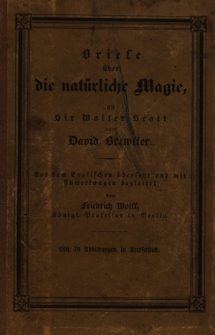 Briefe
über
die natürliche Magie,
an
Sir Walter Scott
von
David Brewster.
Aus dem Englischen übersetzt und mit
Anmerkungen begleitet
von
Friedrich Wolff,
Königl. Professor in Berlin.
Mit 79 Abbildungen in